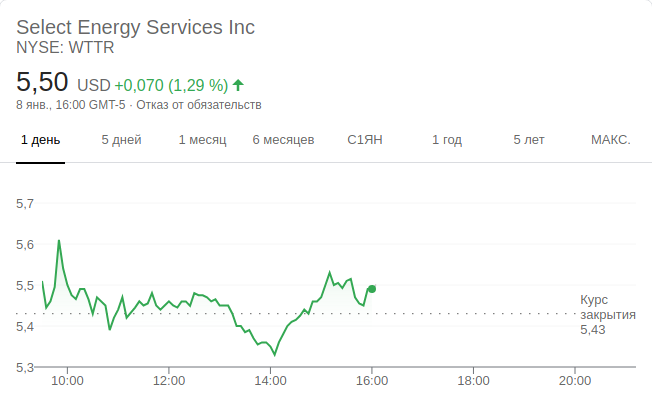 Select Energy Services Inc
NYSE: WTTR
5,50 USD +0,070 (1,29 %)
8 янв., 16:00 GMT-5 · Отказ от обязательств
1 день 5 дней 1 месяц 6 месяцев С1ЯН 1 год 5 лет МАКС.
5,7
5,6
5,5
5,4
5,3
Курс
закрытия
5,43
10:00 12:00 14:00 16:00 18:00 20:00